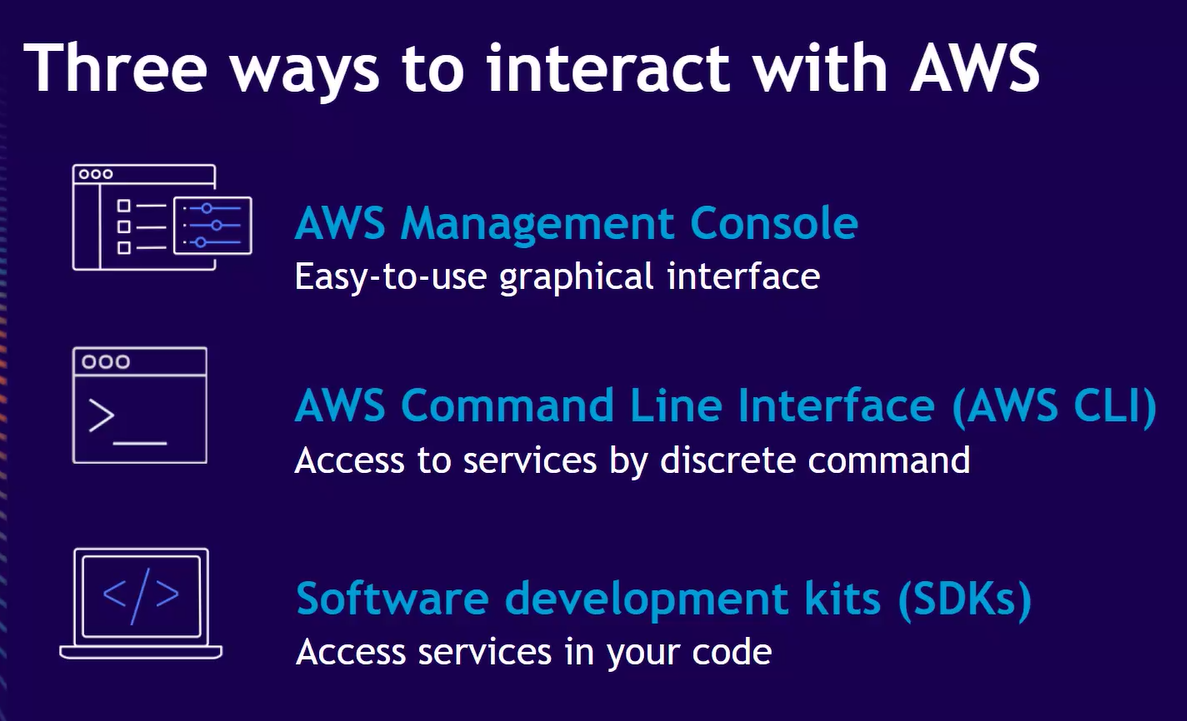 Three ways to interact with AWS
AWS Management Console
Easy-to-use graphical interface
>_
AWS Command Line Interface (AWS CLI)
Access to services by discrete command
</>
Software development kits (SDKs)
Access services in your code